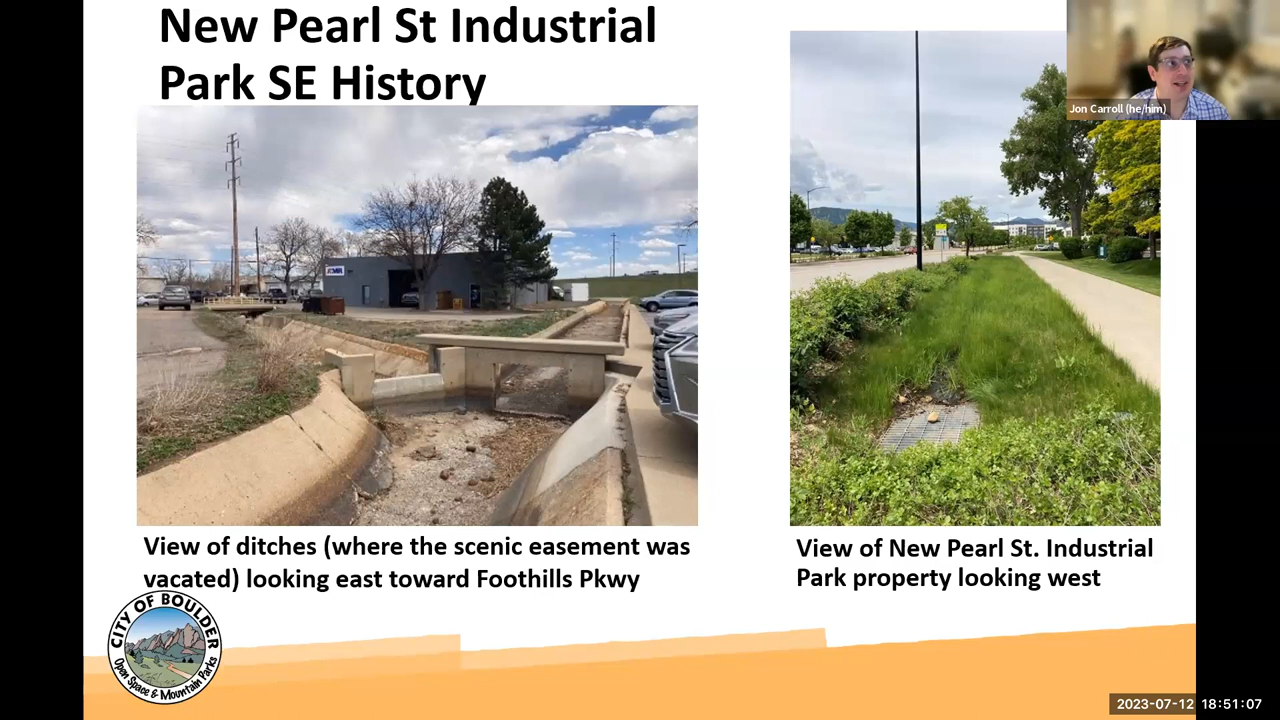 New Pearl St Industrial
Park SE History
Jon Carroll (he/him)
View of ditches (where the scenic easement was
vacated) looking east toward Foothills Pkwy
View of New Pearl St. Industrial
Park property looking west
CITY OF BOULDER
Open Space & Mountain Parks
2023-07-12 18:51:07